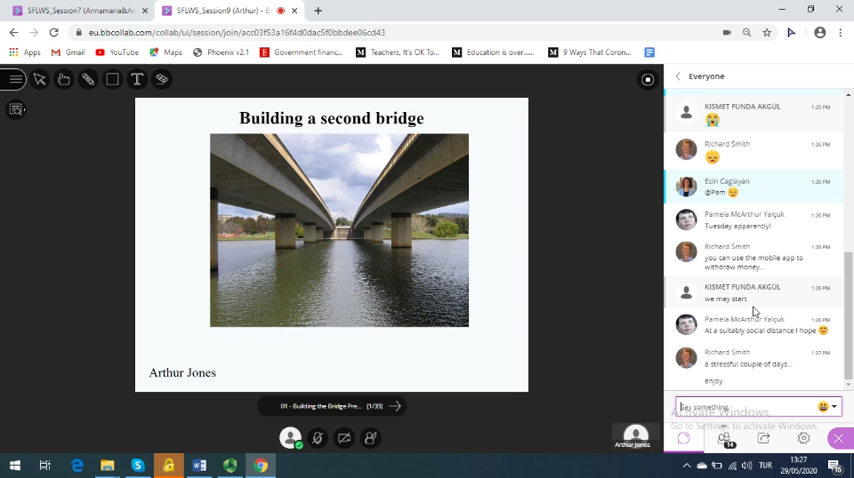 SFLWS_Session7 (Annamaria&An
SFLWS_Session9 (Arthur) – Bl
eu.bbcollab.com/collab/ui/session/join/acc03f53a16f4d0dac5f0bbdee06cd43
Apps
Gmail
YouTube
Maps
Phoenix v2.1
Government financ...
Teachers, It's OK To...
Education is over.....
9 Ways That Coron...
Building a second bridge
Arthur Jones
01 - Building the Bridge Pre... (1/33)
Arthur Jones
Everyone
KISMET FUNDA AKGÜL 1:25 PM
Richard Smith 1:26 PM
Esin Caglayan 1:26 PM
@Pam
Pamela McArthur Yalçuk 1:26 PM
Tuesday apparently!
Richard Smith 1:26 PM
you can use the mobile app to
withdraw money...
KISMET FUNDA AKGÜL 1:26 PM
we may start
Pamela McArthur Yalçuk 1:26 PM
At a suitably social distance I hope
Richard Smith 1:27 PM
a stressful couple of days...
enjoy
Say something
Activate Windows
Go to Settings to activate Windows.
14
TUR
13:27
29/05/2020
16